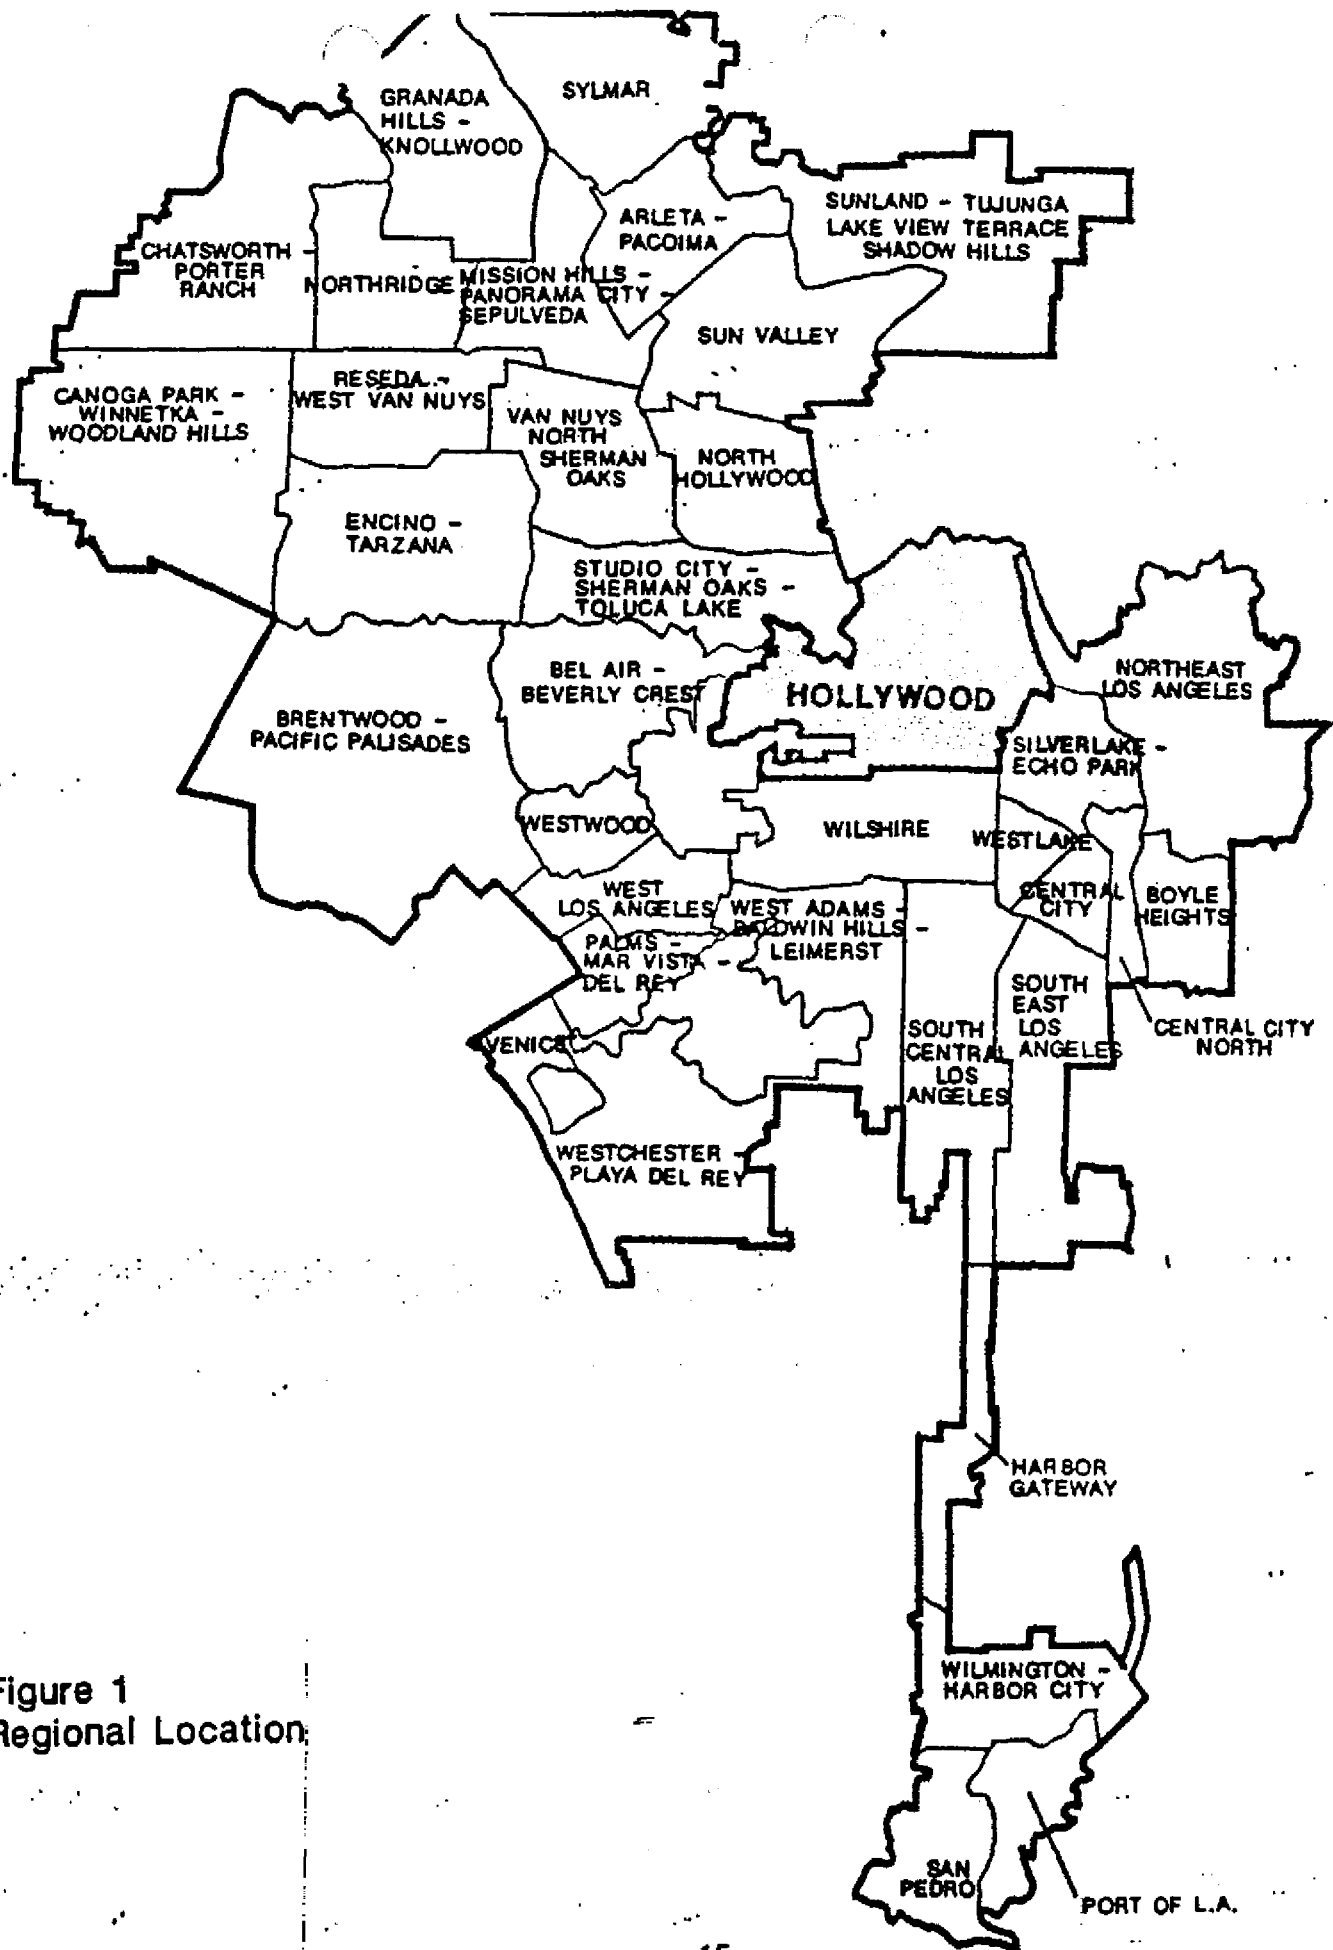 SYLMAR
GRANADA
HILLS -
KNOLLWOOD
SUNLAND - TUJUNGA
LAKE VIEW TERRACE
SHADOW HILLS
ARLETA -
PACOIMA
CHATSWORTH -
PORTER
RANCH
NORTHRIDGE
MISSION HILLS -
PANORAMA CITY -
SEPULVEDA
SUN VALLEY
CANOGA PARK -
WINNETKA -
WOODLAND HILLS
RESEDA -
WEST VAN NUYS
VAN NUYS
NORTH
SHERMAN
OAKS
NORTH
HOLLYWOOD
ENCINO -
TARZANA
STUDIO CITY -
SHERMAN OAKS -
TOLUCA LAKE
BEL AIR -
BEVERLY CREST
HOLLYWOOD
NORTHEAST
LOS ANGELES
BRENTWOOD -
PACIFIC PALISADES
SILVERLAKE -
ECHO PARK
WESTWOOD
WILSHIRE
WESTLAKE
CENTRAL
CITY
BOYLE
HEIGHTS
WEST
LOS ANGELES
WEST ADAMS -
BALDWIN HILLS -
LEIMERST
PALMS -
MAR VISTA -
DEL REY
SOUTH
EAST
LOS
ANGELES
CENTRAL CITY
NORTH
VENICE
SOUTH
CENTRAL
LOS
ANGELES
WESTCHESTER -
PLAYA DEL REY
HARBOR
GATEWAY
WILMINGTON -
HARBOR CITY
Figure 1
Regional Location
SAN
PEDRO
PORT OF L.A.